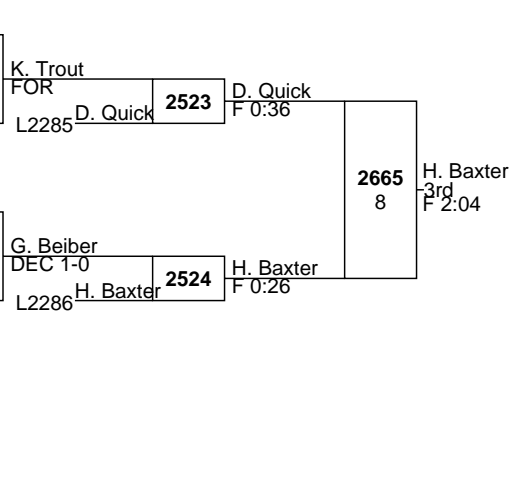 K. Trout
FOR
L2285 D. Quick
2523
D. Quick
F 0:36
2665
8
H. Baxter
3rd
F 2:04
G. Beiber
DEC 1-0
L2286 H. Baxter
2524
H. Baxter
F 0:26